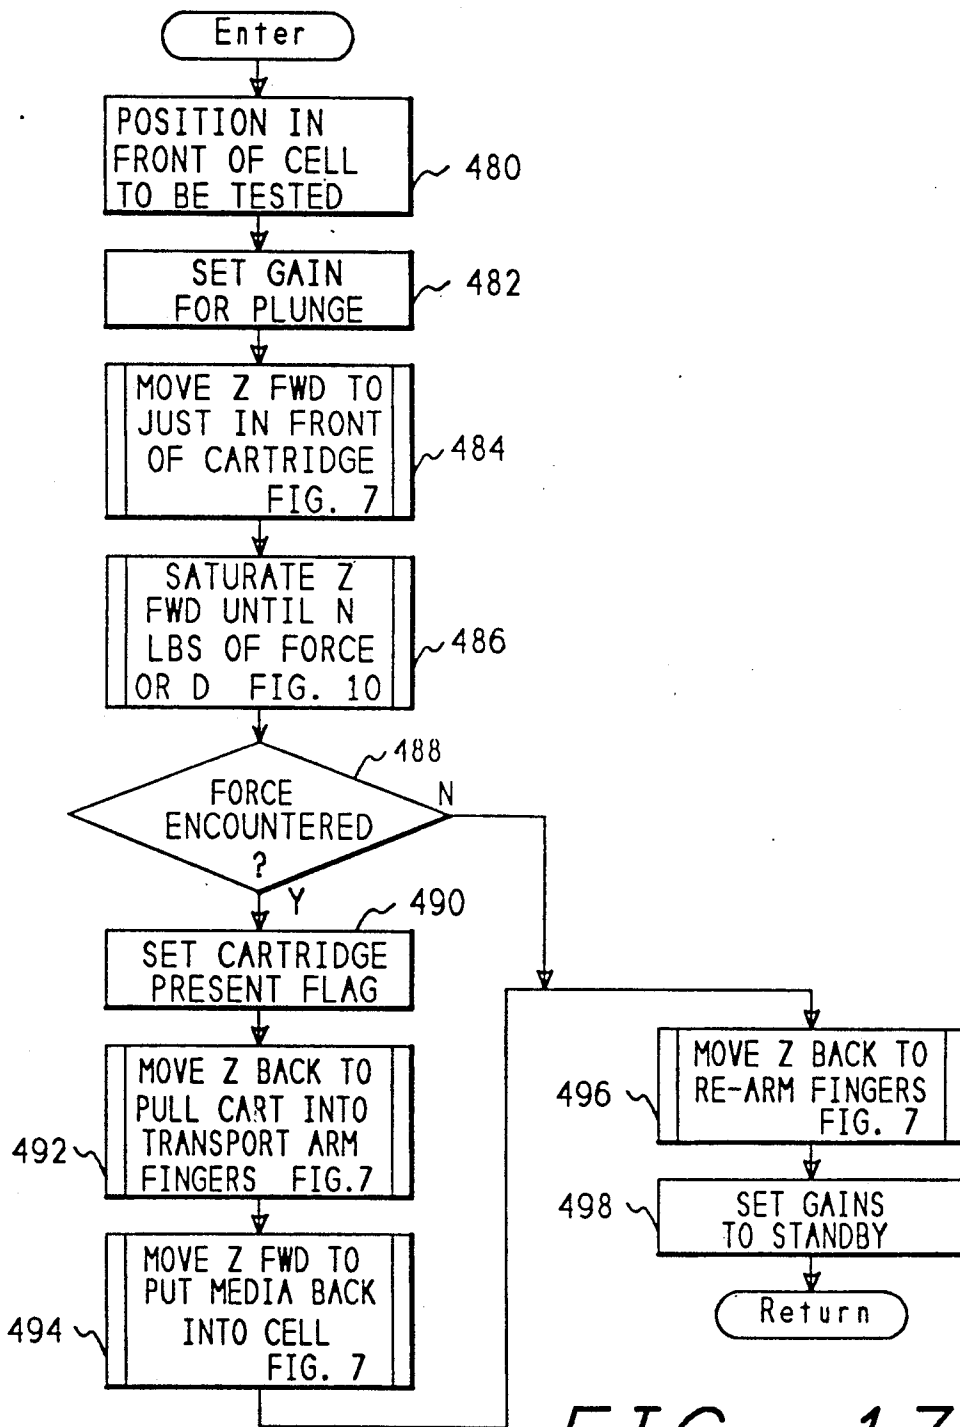 Enter
POSITION IN
FRONT OF CELL
TO BE TESTED
480
SET GAIN
FOR PLUNGE
482
MOVE Z FWD TO
JUST IN FRONT
OF CARTRIDGE
FIG. 7
484
SATURATE Z
FWD UNTIL N
LBS OF FORCE
OR D FIG. 10
486
488
FORCE
ENCOUNTERED
?
N
Y
490
SET CARTRIDGE
PRESENT FLAG
MOVE Z BACK TO
PULL CART INTO
TRANSPORT ARM
FINGERS FIG.7
492
MOVE Z FWD TO
PUT MEDIA BACK
INTO CELL
FIG. 7
494
MOVE Z BACK TO
RE-ARM FINGERS
FIG. 7
496
SET GAINS
TO STANDBY
498
Return